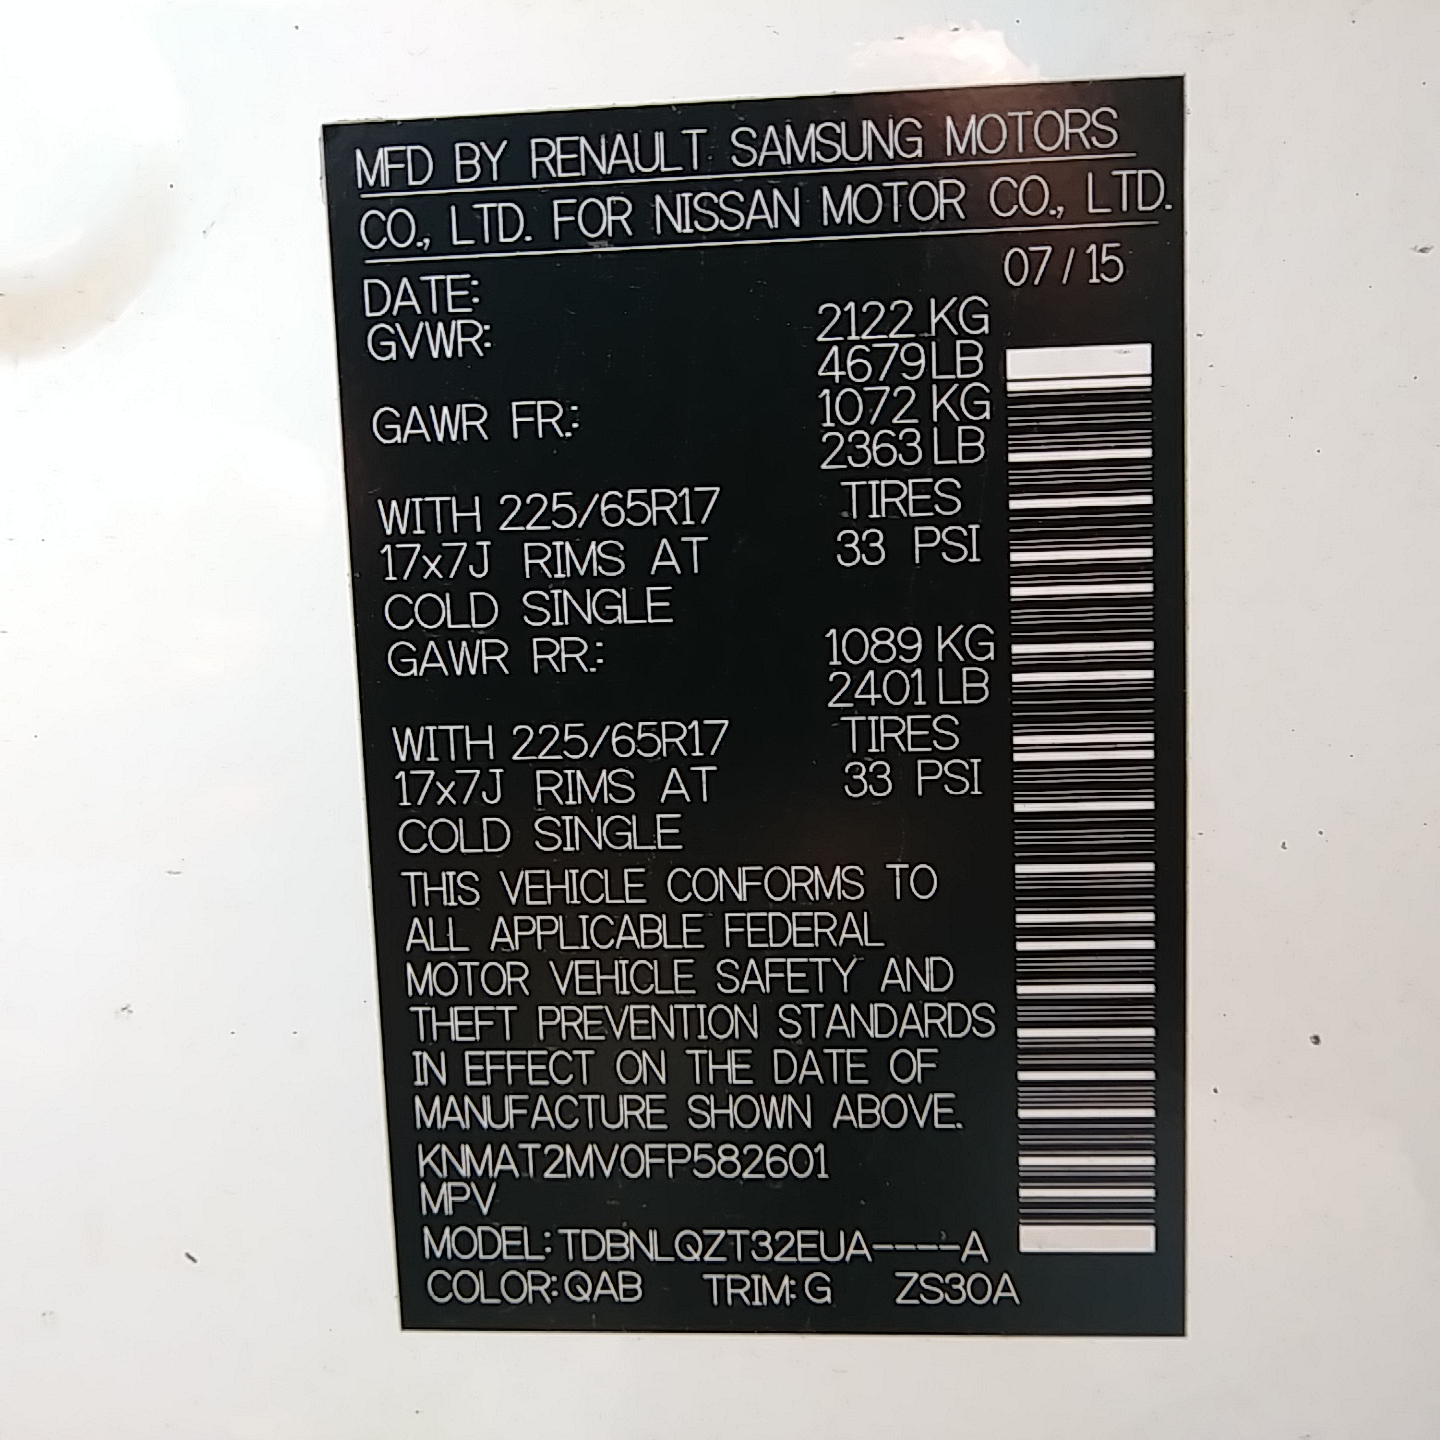 MFD BY RENAULT SAMSUNG MOTORS
CO., LTD. FOR NISSAN MOTOR CO., LTD.
DATE: 07/15
GVWR: 2122 KG
4679 LB
GAWR FR.: 1072 KG
2363 LB
WITH 225/65R17 TIRES
17x7J RIMS AT 33 PSI
COLD SINGLE
GAWR RR.: 1089 KG
2401 LB
WITH 225/65R17 TIRES
17x7J RIMS AT 33 PSI
COLD SINGLE
THIS VEHICLE CONFORMS TO
ALL APPLICABLE FEDERAL
MOTOR VEHICLE SAFETY AND
THEFT PREVENTION STANDARDS
IN EFFECT ON THE DATE OF
MANUFACTURE SHOWN ABOVE.
KNMAT2MV0FP582601
MPV
MODEL: TDBNLQZT32EUA----A
COLOR: QAB TRIM: G ZS30A